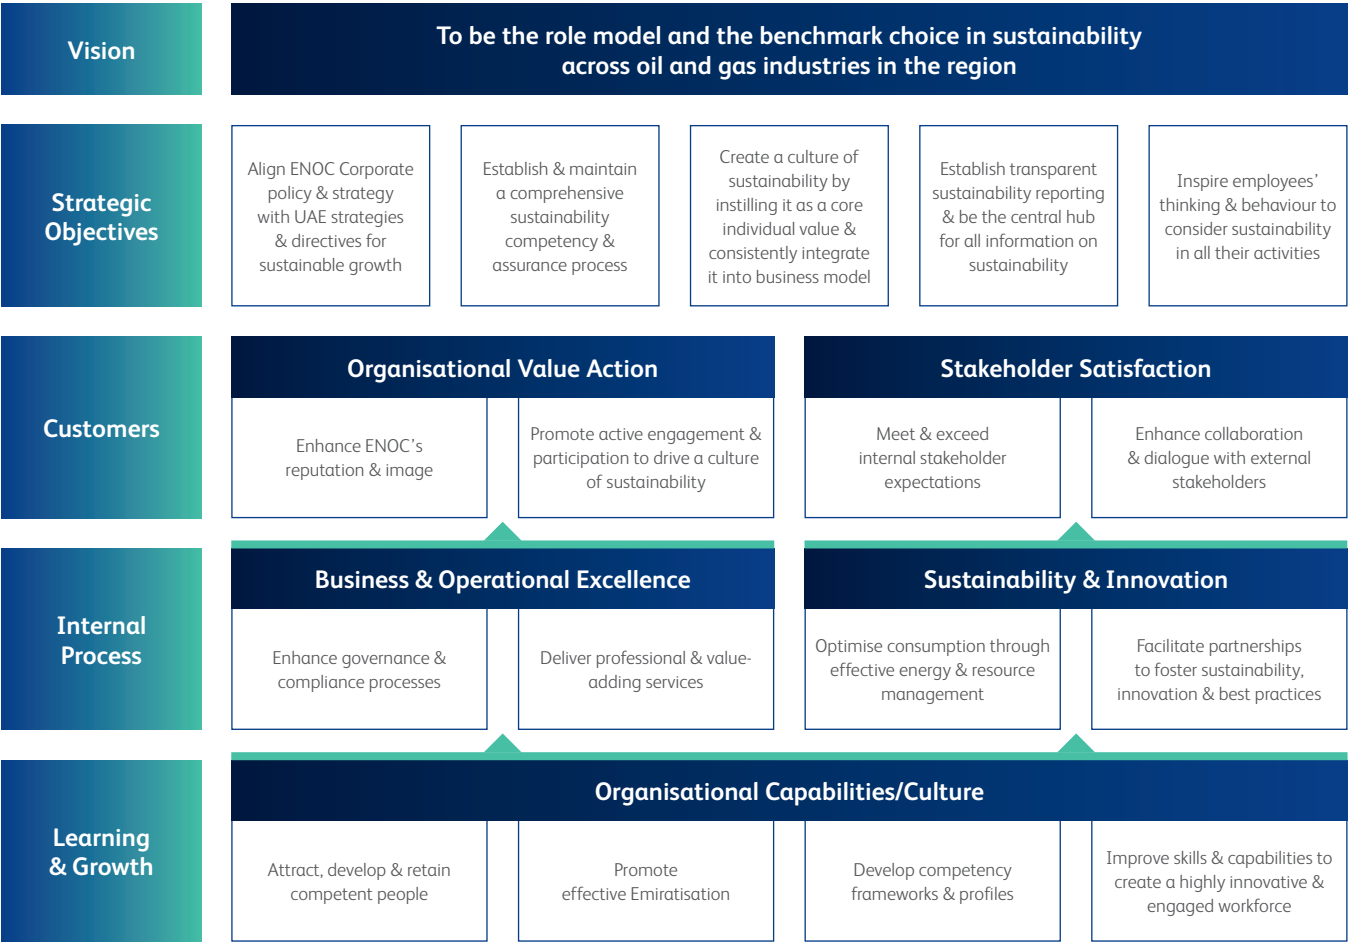 Vision
To be the role model and the benchmark choice in sustainability
across oil and gas industries in the region
Strategic
Objectives
Align ENOC Corporate
policy & strategy
with UAE strategies
& directives for
sustainable growth
Establish & maintain
a comprehensive
sustainability
competency &
assurance process
Create a culture of
sustainability by
instilling it as a core
individual value &
consistently integrate
it into business model
Establish transparent
sustainability reporting
& be the central hub
for all information on
sustainability
Inspire employees’
thinking & behaviour to
consider sustainability
in all their activities
Customers
Organisational Value Action
Enhance ENOC’s
reputation & image
Promote active engagement &
participation to drive a culture
of sustainability
Stakeholder Satisfaction
Meet & exceed
internal stakeholder
expectations
Enhance collaboration
& dialogue with external
stakeholders
Internal
Process
Business & Operational Excellence
Enhance governance &
compliance processes
Deliver professional & value-
adding services
Sustainability & Innovation
Optimise consumption through
effective energy & resource
management
Facilitate partnerships
to foster sustainability,
innovation & best practices
Learning
& Growth
Organisational Capabilities/Culture
Attract, develop & retain
competent people
Promote
effective Emiratisation
Develop competency
frameworks & profiles
Improve skills & capabilities to
create a highly innovative &
engaged workforce